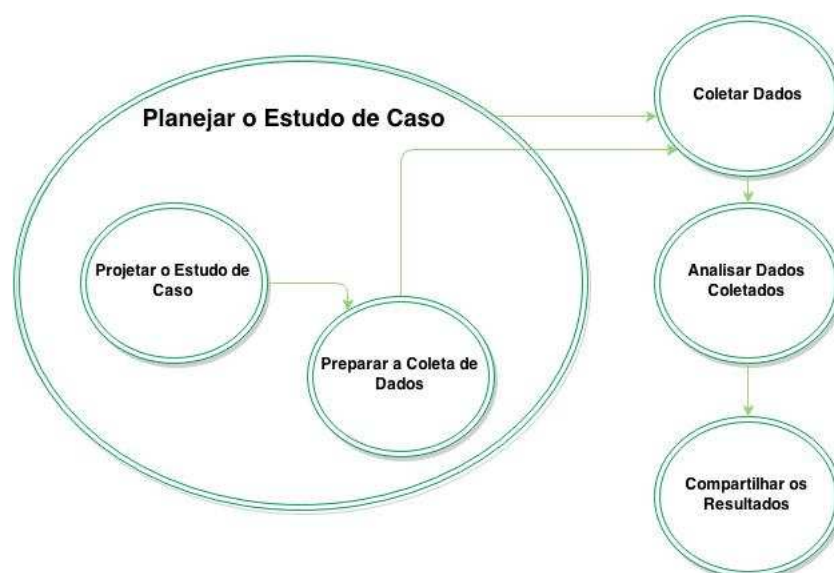 Planejar o Estudo de Caso
Projetar o Estudo de
Caso
Preparar a Coleta de
Dados
Coletar Dados
Analisar Dados
Coletados
Compartilhar os
Resultados